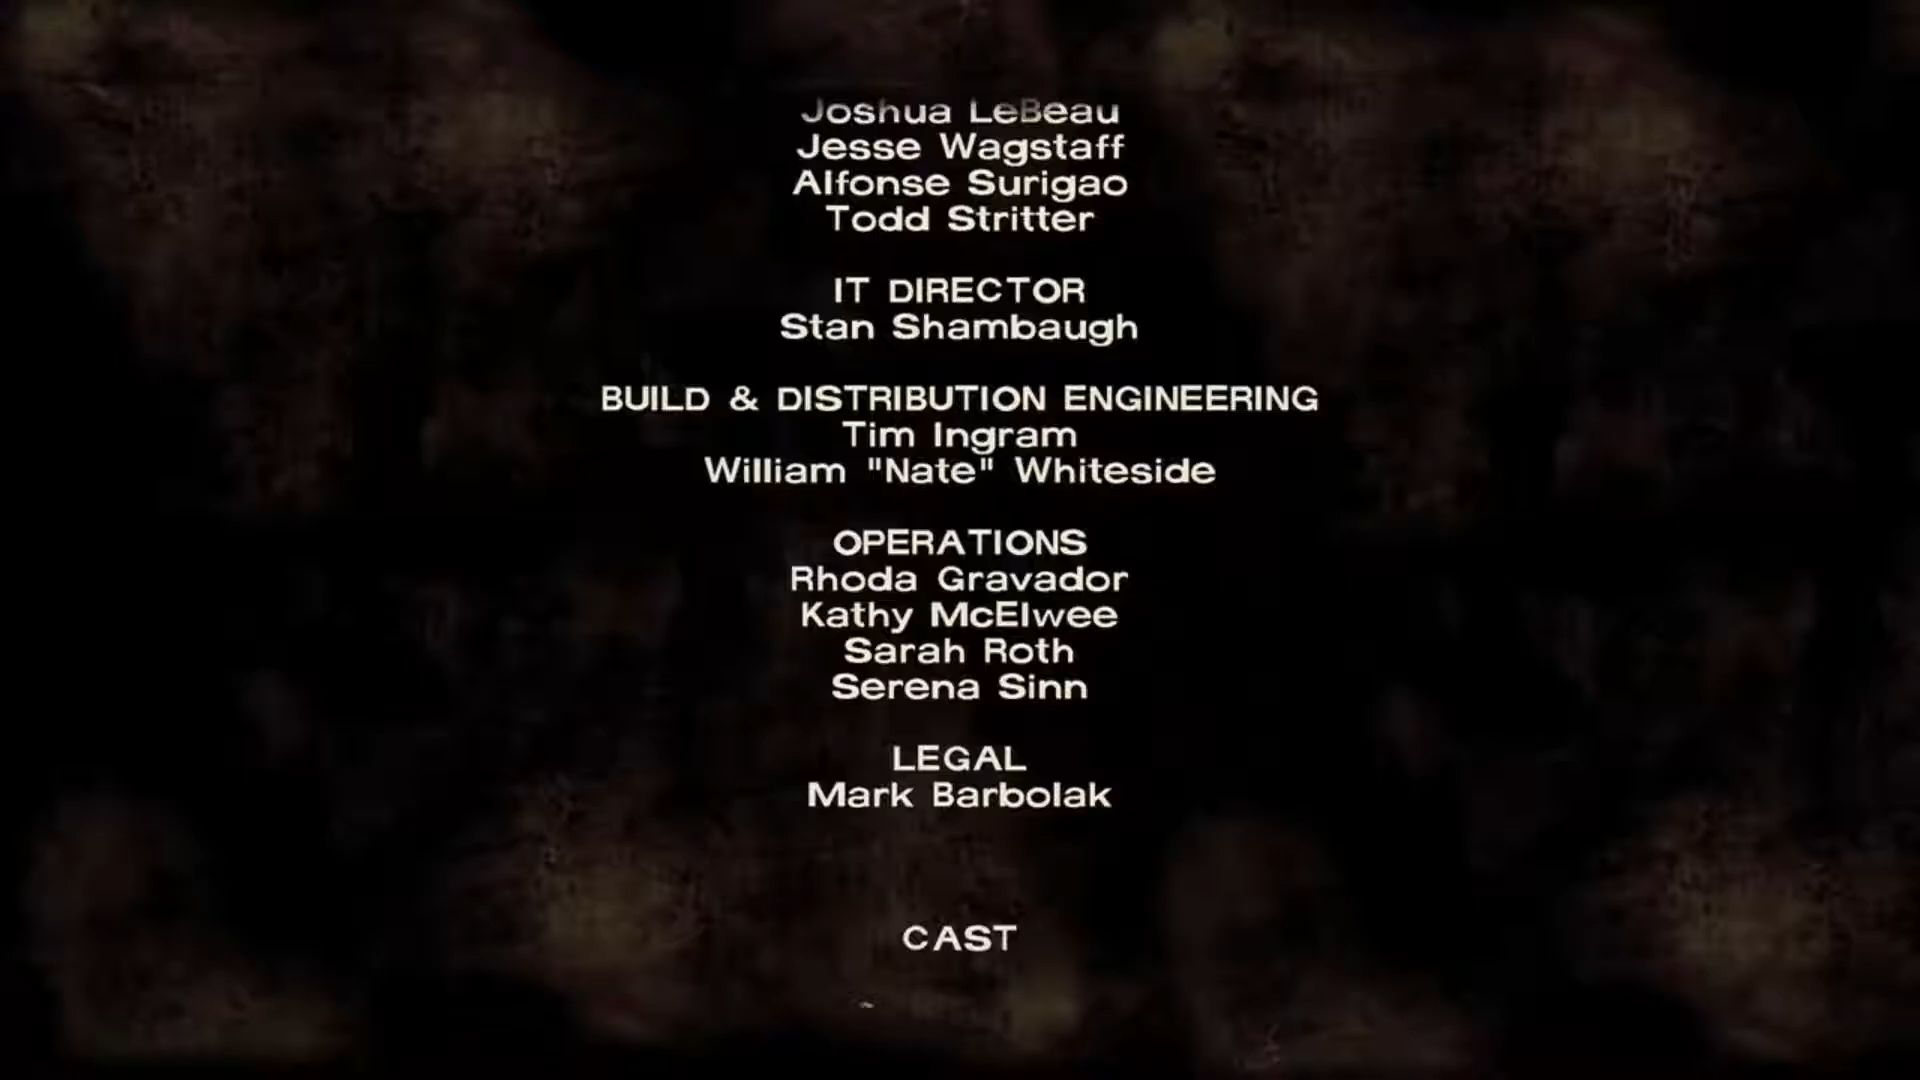 Joshua LeBeau
Jesse Wagstaff
Alfonse Surigao
Todd Stritter
IT DIRECTOR
Stan Shambaugh
BUILD & DISTRIBUTION ENGINEERING
Tim Ingram
William "Nate" Whiteside
OPERATIONS
Rhoda Gravador
Kathy McElwee
Sarah Roth
Serena Sinn
LEGAL
Mark Barbolak
CAST